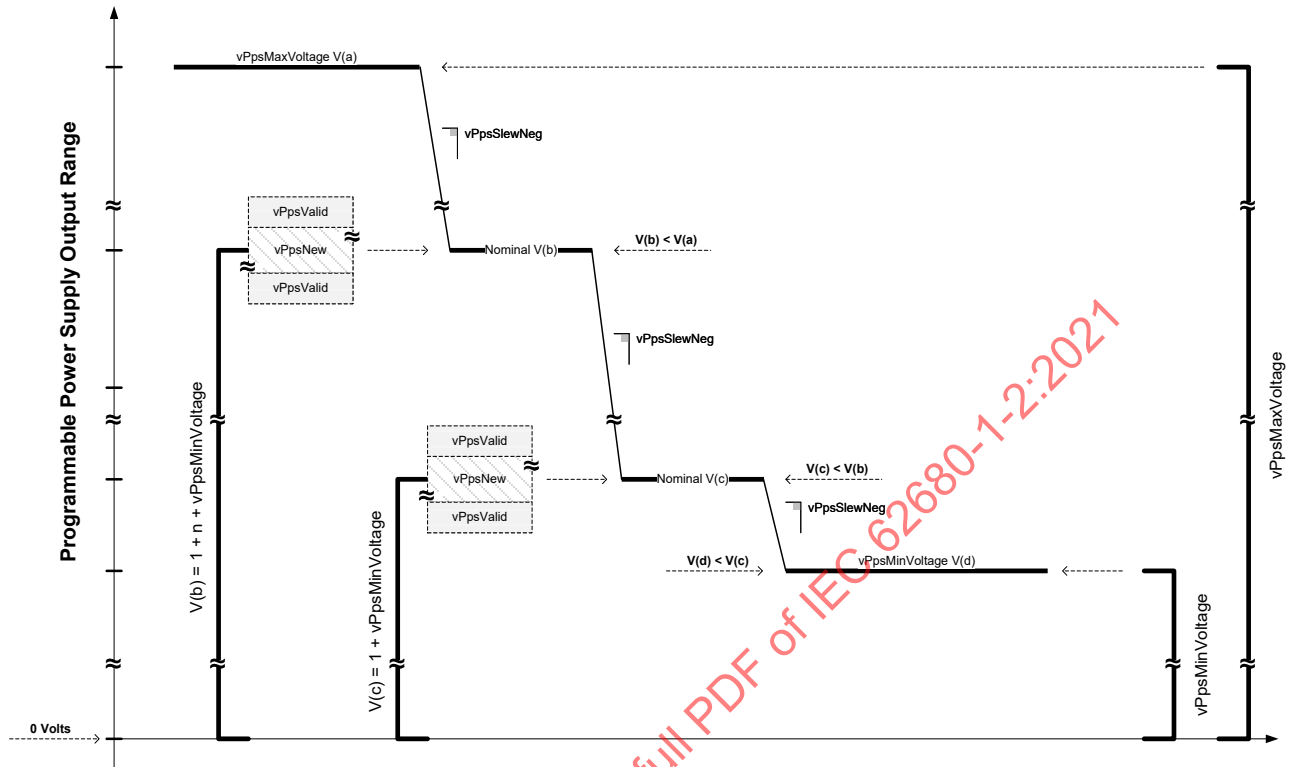 vPpsMaxVoltage V(a)
vPpsSlewNeg
Programmable Power Supply Output Range
vPpsValid
vPpsNew
vPpsValid
Nominal V(b)
V(b) < V(a)
vPpsSlewNeg
V(b) = 1 + n + vPpsMinVoltage
vPpsValid
vPpsNew
vPpsValid
Nominal V(c)
V(c) < V(b)
vPpsSlewNeg
V(c) = 1 + vPpsMinVoltage
V(d) < V(c)
vPpsMinVoltage V(d)
vPpsMinVoltage
vPpsMaxVoltage
0 Volts
full PDF of IEC 62680-1-2:2021